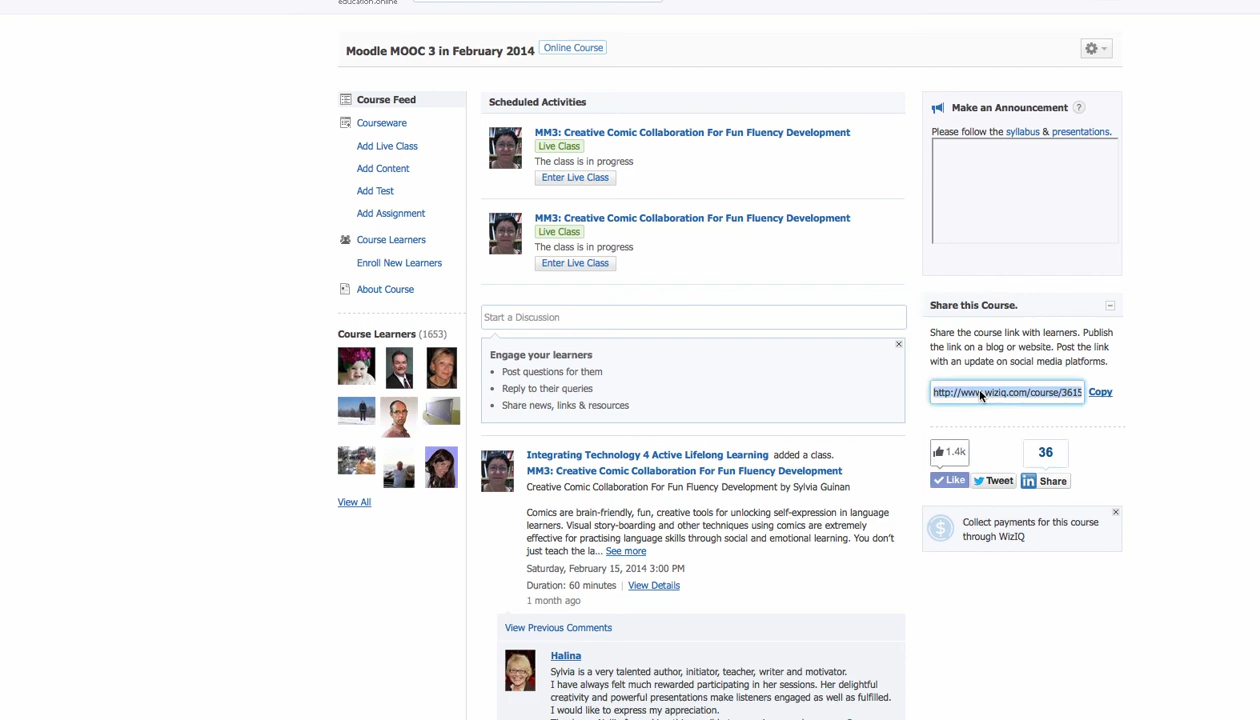 education.online
Moodle MOOC 3 in February 2014 Online Course
Course Feed
Courseware
Add Live Class
Add Content
Add Test
Add Assignment
Course Learners
Enroll New Learners
About Course
Course Learners (1653)
View All
Scheduled Activities
MM3: Creative Comic Collaboration For Fun Fluency Development
Live Class
The class is in progress
Enter Live Class
MM3: Creative Comic Collaboration For Fun Fluency Development
Live Class
The class is in progress
Enter Live Class
Start a Discussion
Engage your learners
• Post questions for them
• Reply to their queries
• Share news, links & resources
Integrating Technology 4 Active Lifelong Learning added a class.
MM3: Creative Comic Collaboration For Fun Fluency Development
Creative Comic Collaboration For Fun Fluency Development by Sylvia Guinan
Comics are brain-friendly, fun, creative tools for unlocking self-expression in language
learners. Visual story-boarding and other techniques using comics are extremely
effective for practising language skills through social and emotional learning. You don't
just teach the la... See more
Saturday, February 15, 2014 3:00 PM
Duration: 60 minutes | View Details
1 month ago
View Previous Comments
Halina
Sylvia is a very talented author, initiator, teacher, writer and motivator.
I have always felt much rewarded participating in her sessions. Her delightful
creativity and powerful presentations make listeners engaged as well as fulfilled.
I would like to express my appreciation.
Make an Announcement ?
Please follow the syllabus & presentations.
Share this Course.
Share the course link with learners. Publish
the link on a blog or website. Post the link
with an update on social media platforms.
http://www.wiziq.com/course/3615 Copy
1.4k 36
Like Tweet in Share
Collect payments for this course
through WizIQ